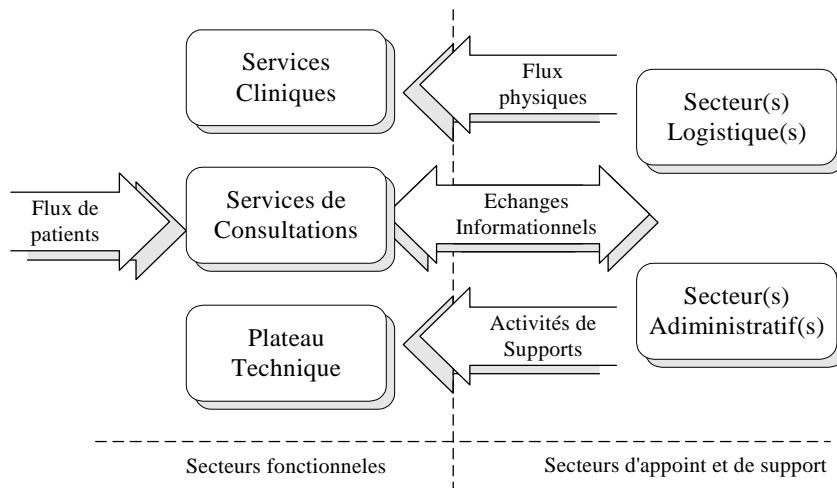 Services
Cliniques
Flux
physiques
Secteur(s)
Logistique(s)
Flux de
patients
Services de
Consultations
Echanges
Informationnels
Plateau
Technique
Activités de
Supports
Secteur(s)
Adiministratif(s)
Secteurs fonctionneles
Secteurs d'appoint et de support